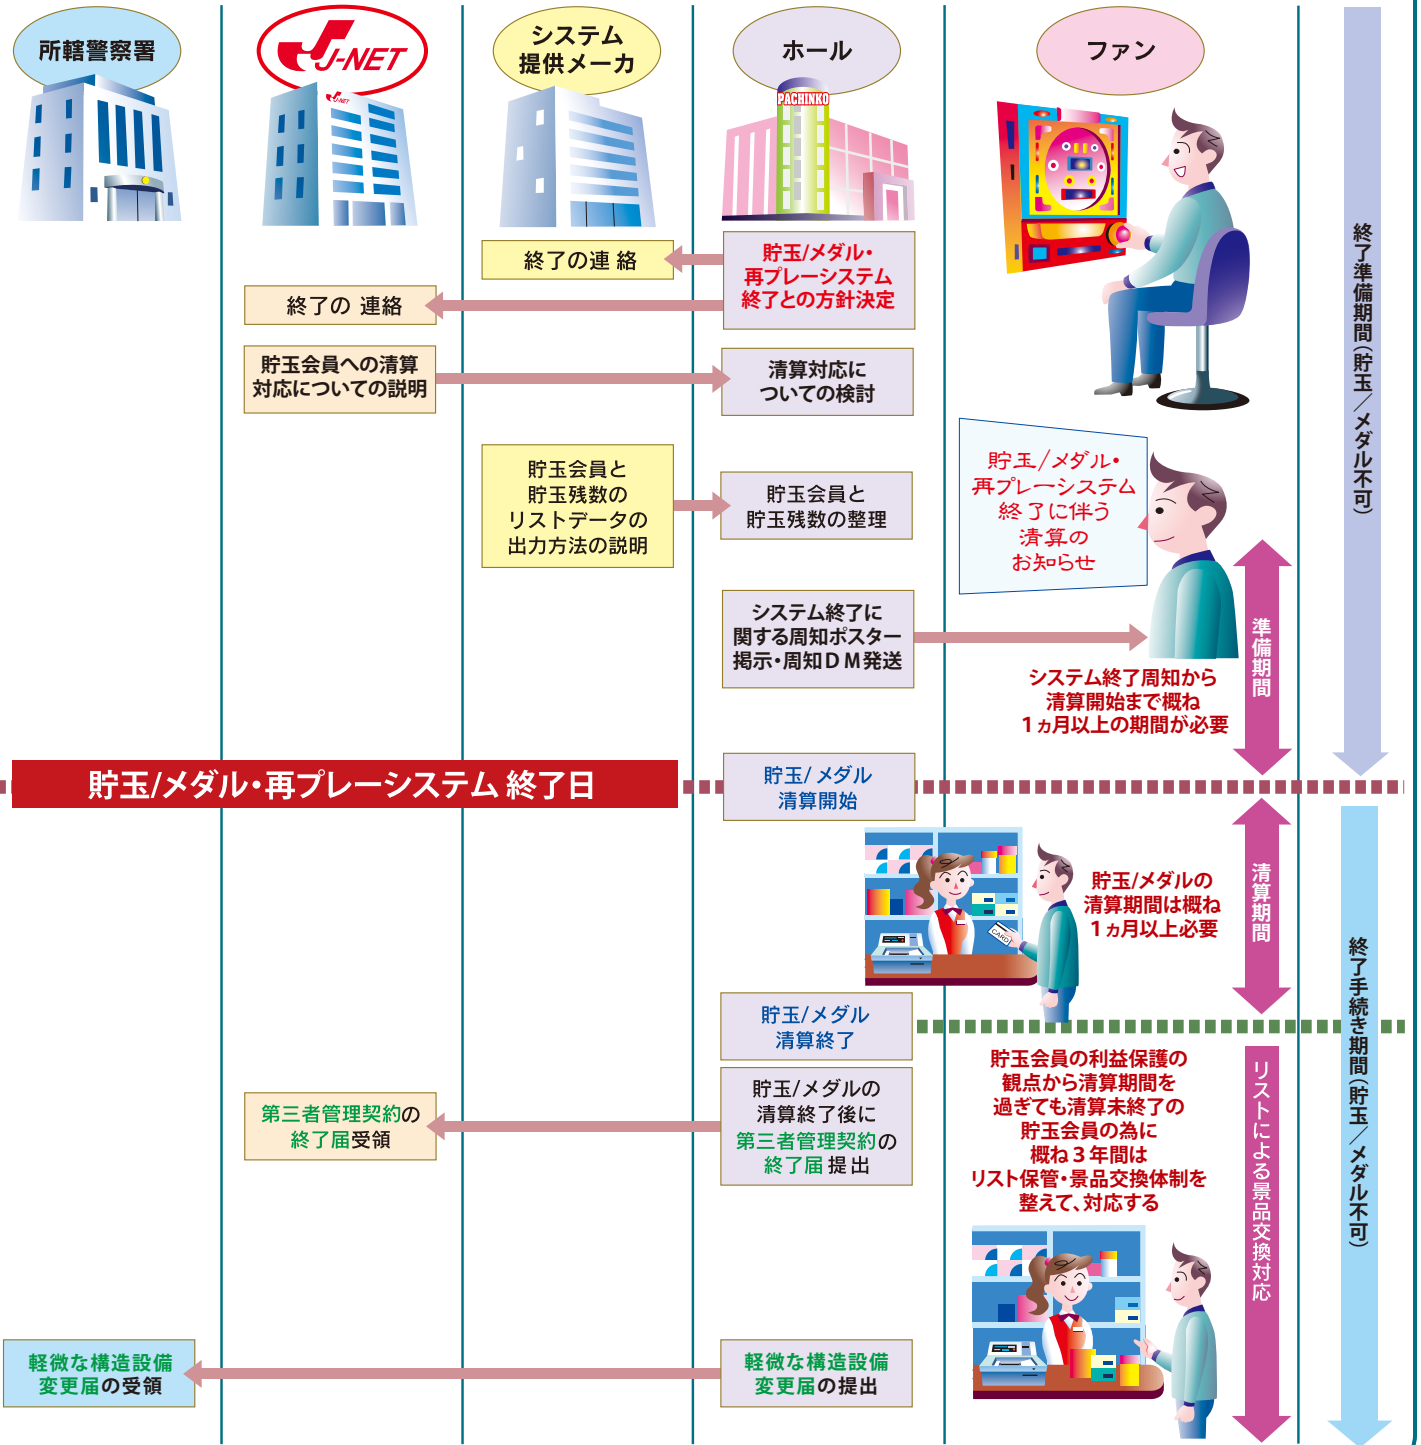 所轄警察署
J-NET
システム
提供メーカ
ホール
ファン
J-NET
PACHINKO
終了の連絡
貯玉/メダル・
再プレーシステム
終了との方針決定
終了の 連絡
貯玉会員への清算
対応についての説明
清算対応に
ついての検討
貯玉会員と
貯玉残数の
リストデータの
出力方法の説明
貯玉会員と
貯玉残数の整理
貯玉/メダル・
再プレーシステム
終了に伴う
清算の
お知らせ
システム終了に
関する周知ポスター
掲示・周知DM発送
システム終了周知から
清算開始まで概ね
1ヵ月以上の期間が必要
準備期間
終了準備期間(貯玉/メダル不可)
貯玉/メダル・再プレーシステム 終了日
貯玉/メダル
清算開始
CARD
貯玉/メダルの
清算期間は概ね
1ヵ月以上必要
清算期間
貯玉/メダル
清算終了
貯玉/メダルの
清算終了後に
第三者管理契約の
終了届 提出
第三者管理契約の
終了届受領
貯玉会員の利益保護の
観点から清算期間を
過ぎても清算未終了の
貯玉会員の為に
概ね3年間は
リスト保管・景品交換体制を
整えて、対応する
リストによる景品交換対応
終了手続き期間(貯玉/メダル不可)
軽微な構造設備
変更届の受領
軽微な構造設備
変更届の提出